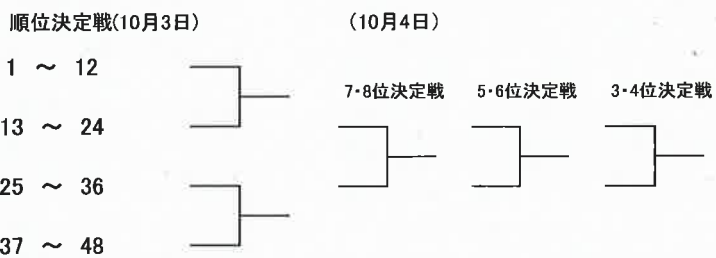 順位決定戦(10月3日)
(10月4日)
1 ～ 12
13 ～ 24
25 ～ 36
37 ～ 48
7・8位決定戦
5・6位決定戦
3・4位決定戦